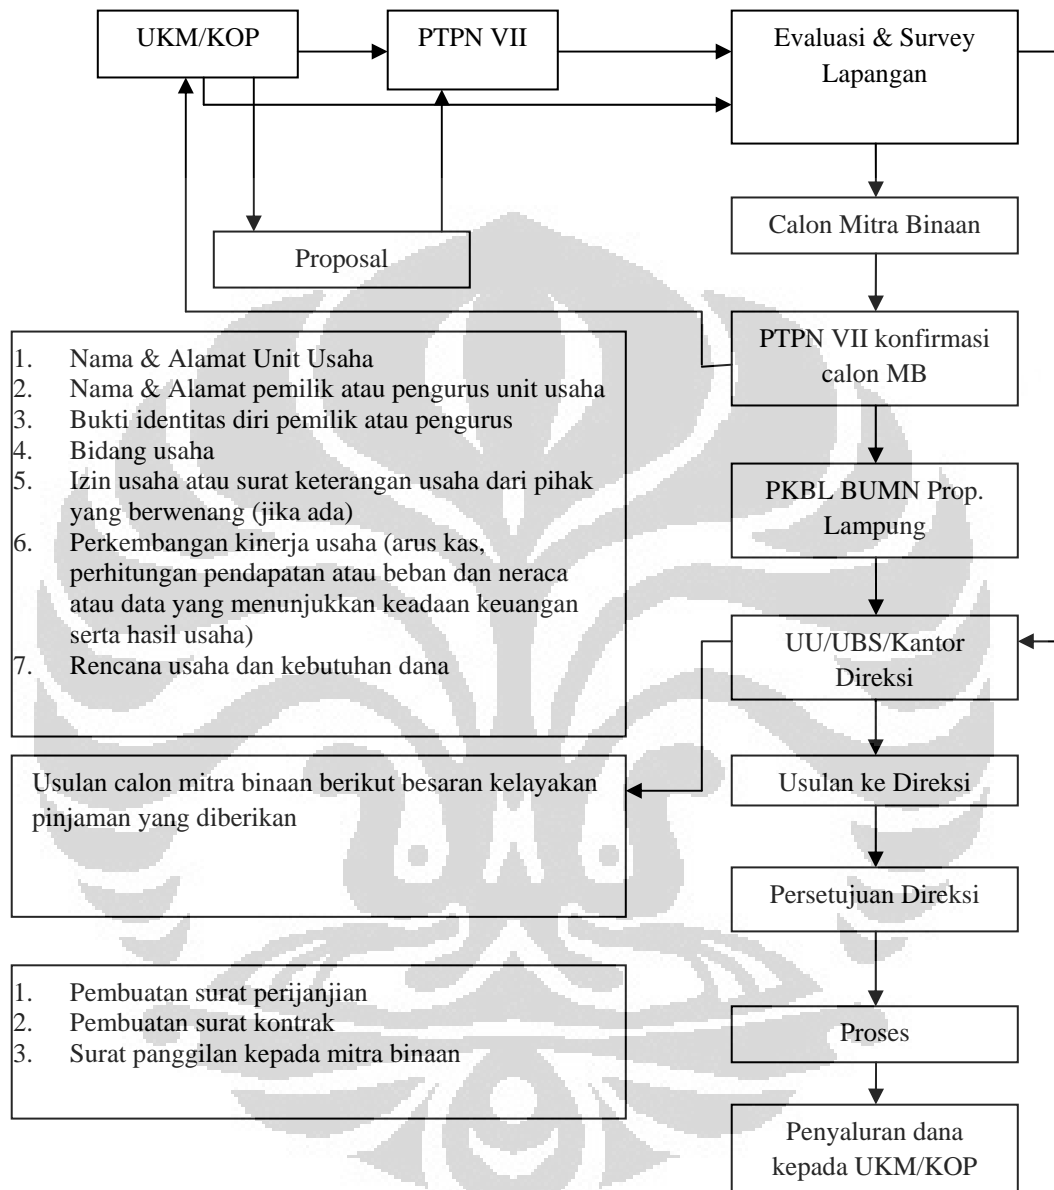 UKM/KOP
PTPN VII
Evaluasi & Survey
Lapangan
Proposal
Calon Mitra Binaan
PTPN VII konfirmasi
calon MB
1. Nama & Alamat Unit Usaha
2. Nama & Alamat pemilik atau pengurus unit usaha
3. Bukti identitas diri pemilik atau pengurus
4. Bidang usaha
5. Izin usaha atau surat keterangan usaha dari pihak
yang berwenang (jika ada)
6. Perkembangan kinerja usaha (arus kas,
perhitungan pendapatan atau beban dan neraca
atau data yang menunjukkan keadaan keuangan
serta hasil usaha)
7. Rencana usaha dan kebutuhan dana
PKBL BUMN Prop.
Lampung
UU/UBS/Kantor
Direksi
Usulan calon mitra binaan berikut besaran kelayakan
pinjaman yang diberikan
Usulan ke Direksi
Persetujuan Direksi
1. Pembuatan surat perijanjian
2. Pembuatan surat kontrak
3. Surat panggilan kepada mitra binaan
Proses
Penyaluran dana
kepada UKM/KOP